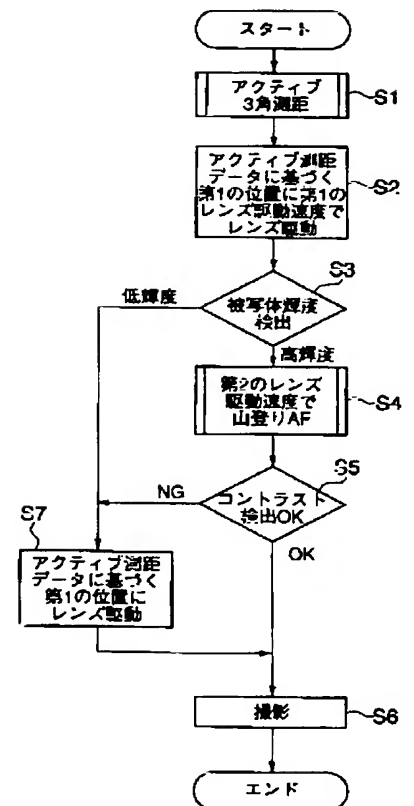 スタート
アクティブ
3角測距
S1
アクティブ測距
データに基づく
第1の位置に第1の
レンズ駆動速度で
レンズ駆動
S2
S3
被写体輝度
検出
低輝度
高輝度
第2のレンズ
駆動速度で
山登りAF
S4
S5
コントラスト
検出OK
NG
OK
S7
アクティブ測距
データに基づく
第1の位置に
レンズ駆動
撮影
S6
エンド